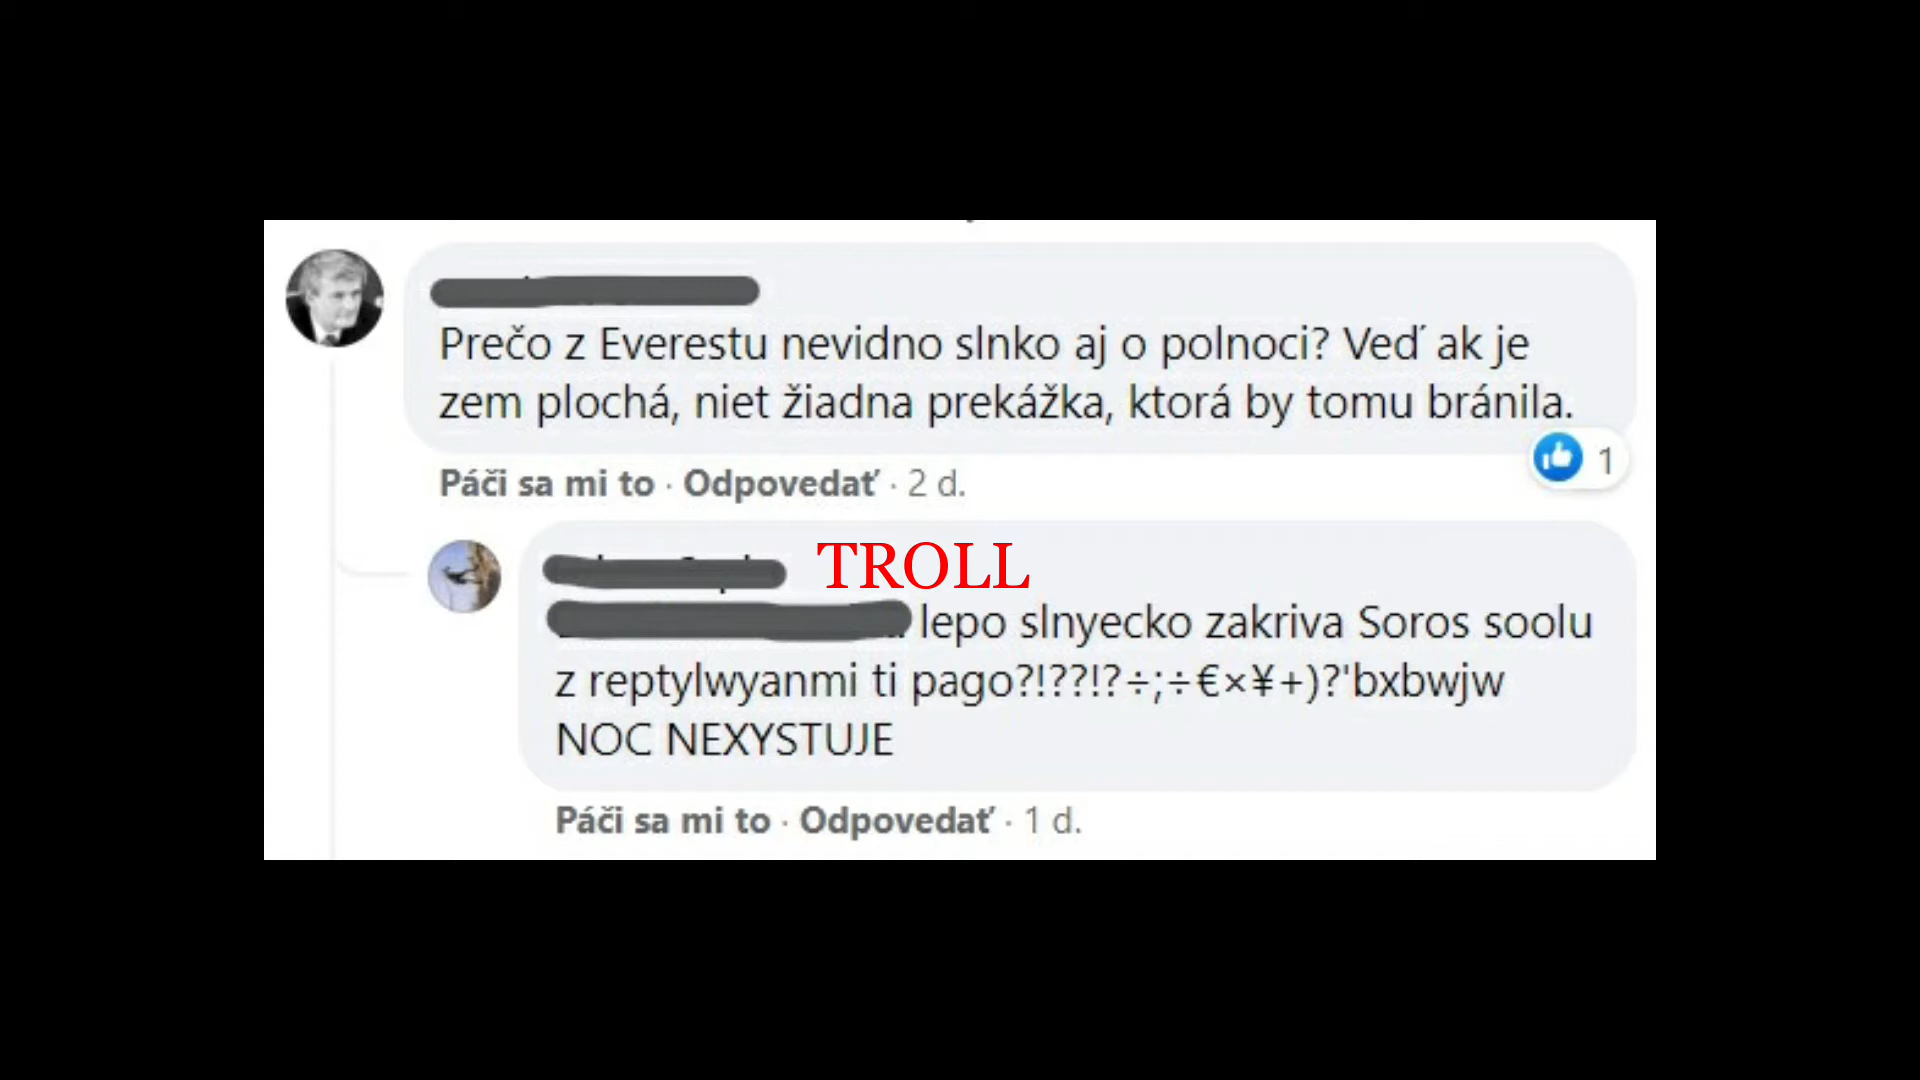 Prečo z Everestu nevidno slnko aj o polnoci? Veď ak je
zem plochá, niet žiadna prekážka, ktorá by tomu bránila.
1
Páči sa mi to · Odpovedať · 2 d.
TROLL
lepo slnyecko zakriva Soros soolu
z reptylwyanmi ti pago?!??!?÷;÷€×¥+)?'bxbwjw
NOC NEXYSTUJE
Páči sa mi to · Odpovedať · 1 d.